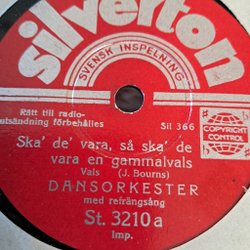 silverton
SVENSK INSPELNING
Rätt till radio-
utsändning förbehålles
Sil 366
COPYRIGHT
CONTROL
Ska' de' vara, så ska' de
vara en gammalvals
Vals (J. Bourns)
DANSORKESTER
med refrängsång
St. 3210 a
Imp.